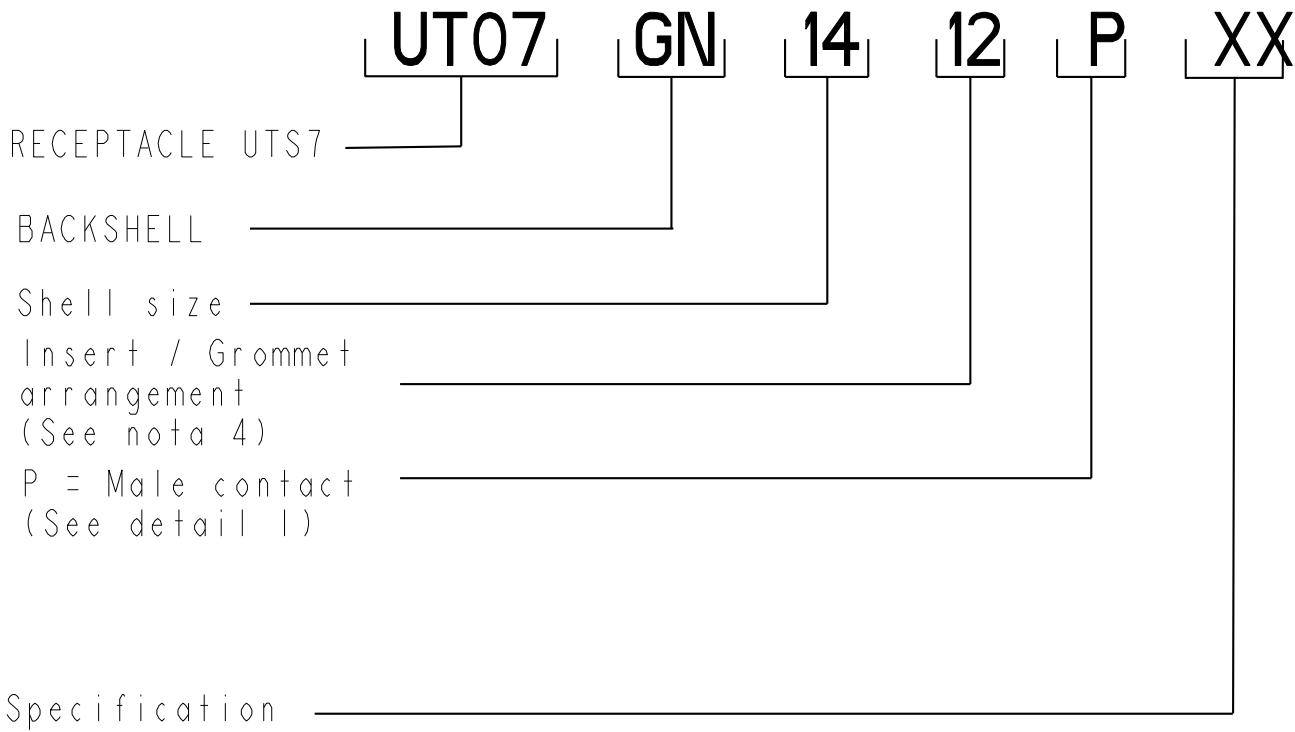 UT07 GN 14 12 P XX
RECEPTACLE UTS7
BACKSHELL
Shell size
Insert / Grommet
arrangement
(See nota 4)
P = Male contact
(See detail 1)
Specification